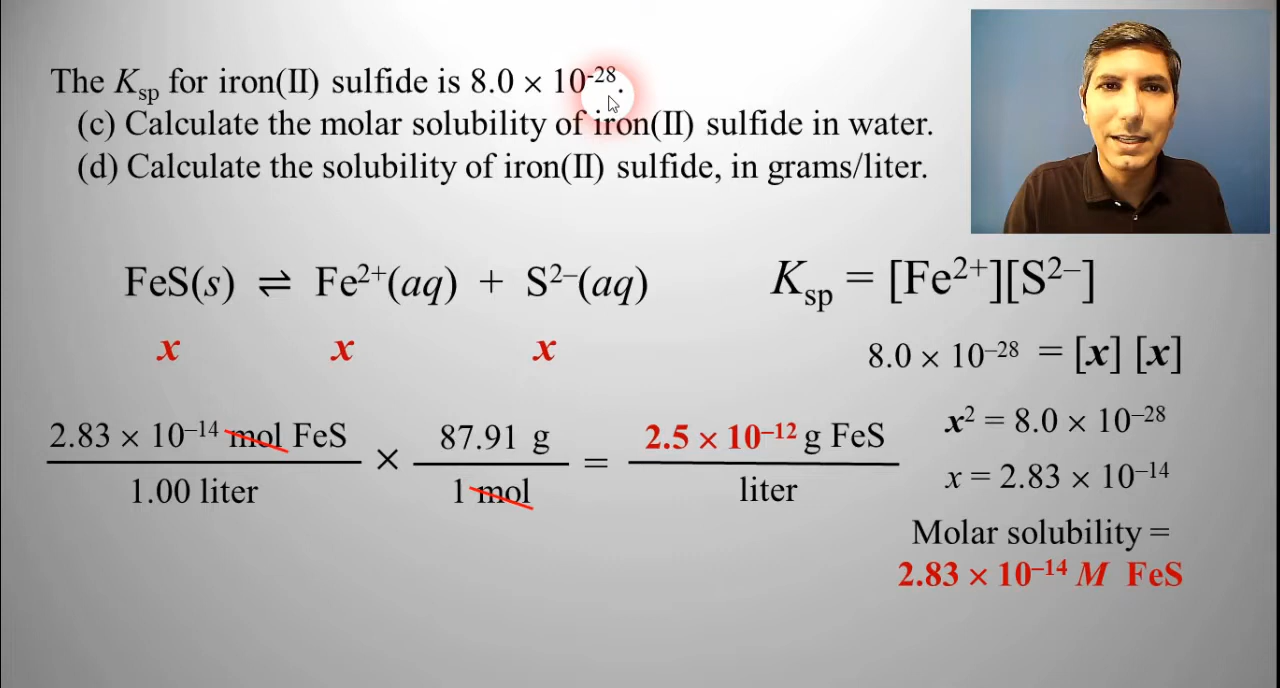 The Ksp for iron(II) sulfide is 8.0 × 10-28.
(c) Calculate the molar solubility of iron(II) sulfide in water.
(d) Calculate the solubility of iron(II) sulfide, in grams/liter.
FeS(s) ⇌ Fe2+(aq) + S2–(aq)
x x x
Ksp = [Fe2+][S2–]
8.0 × 10–28 = [x] [x]
x2 = 8.0 × 10–28
x = 2.83 × 10–14
Molar solubility =
2.83 × 10–14 M FeS
2.83 × 10–14 mol FeS × 87.91 g = 2.5 × 10–12 g FeS
1.00 liter 1 mol liter